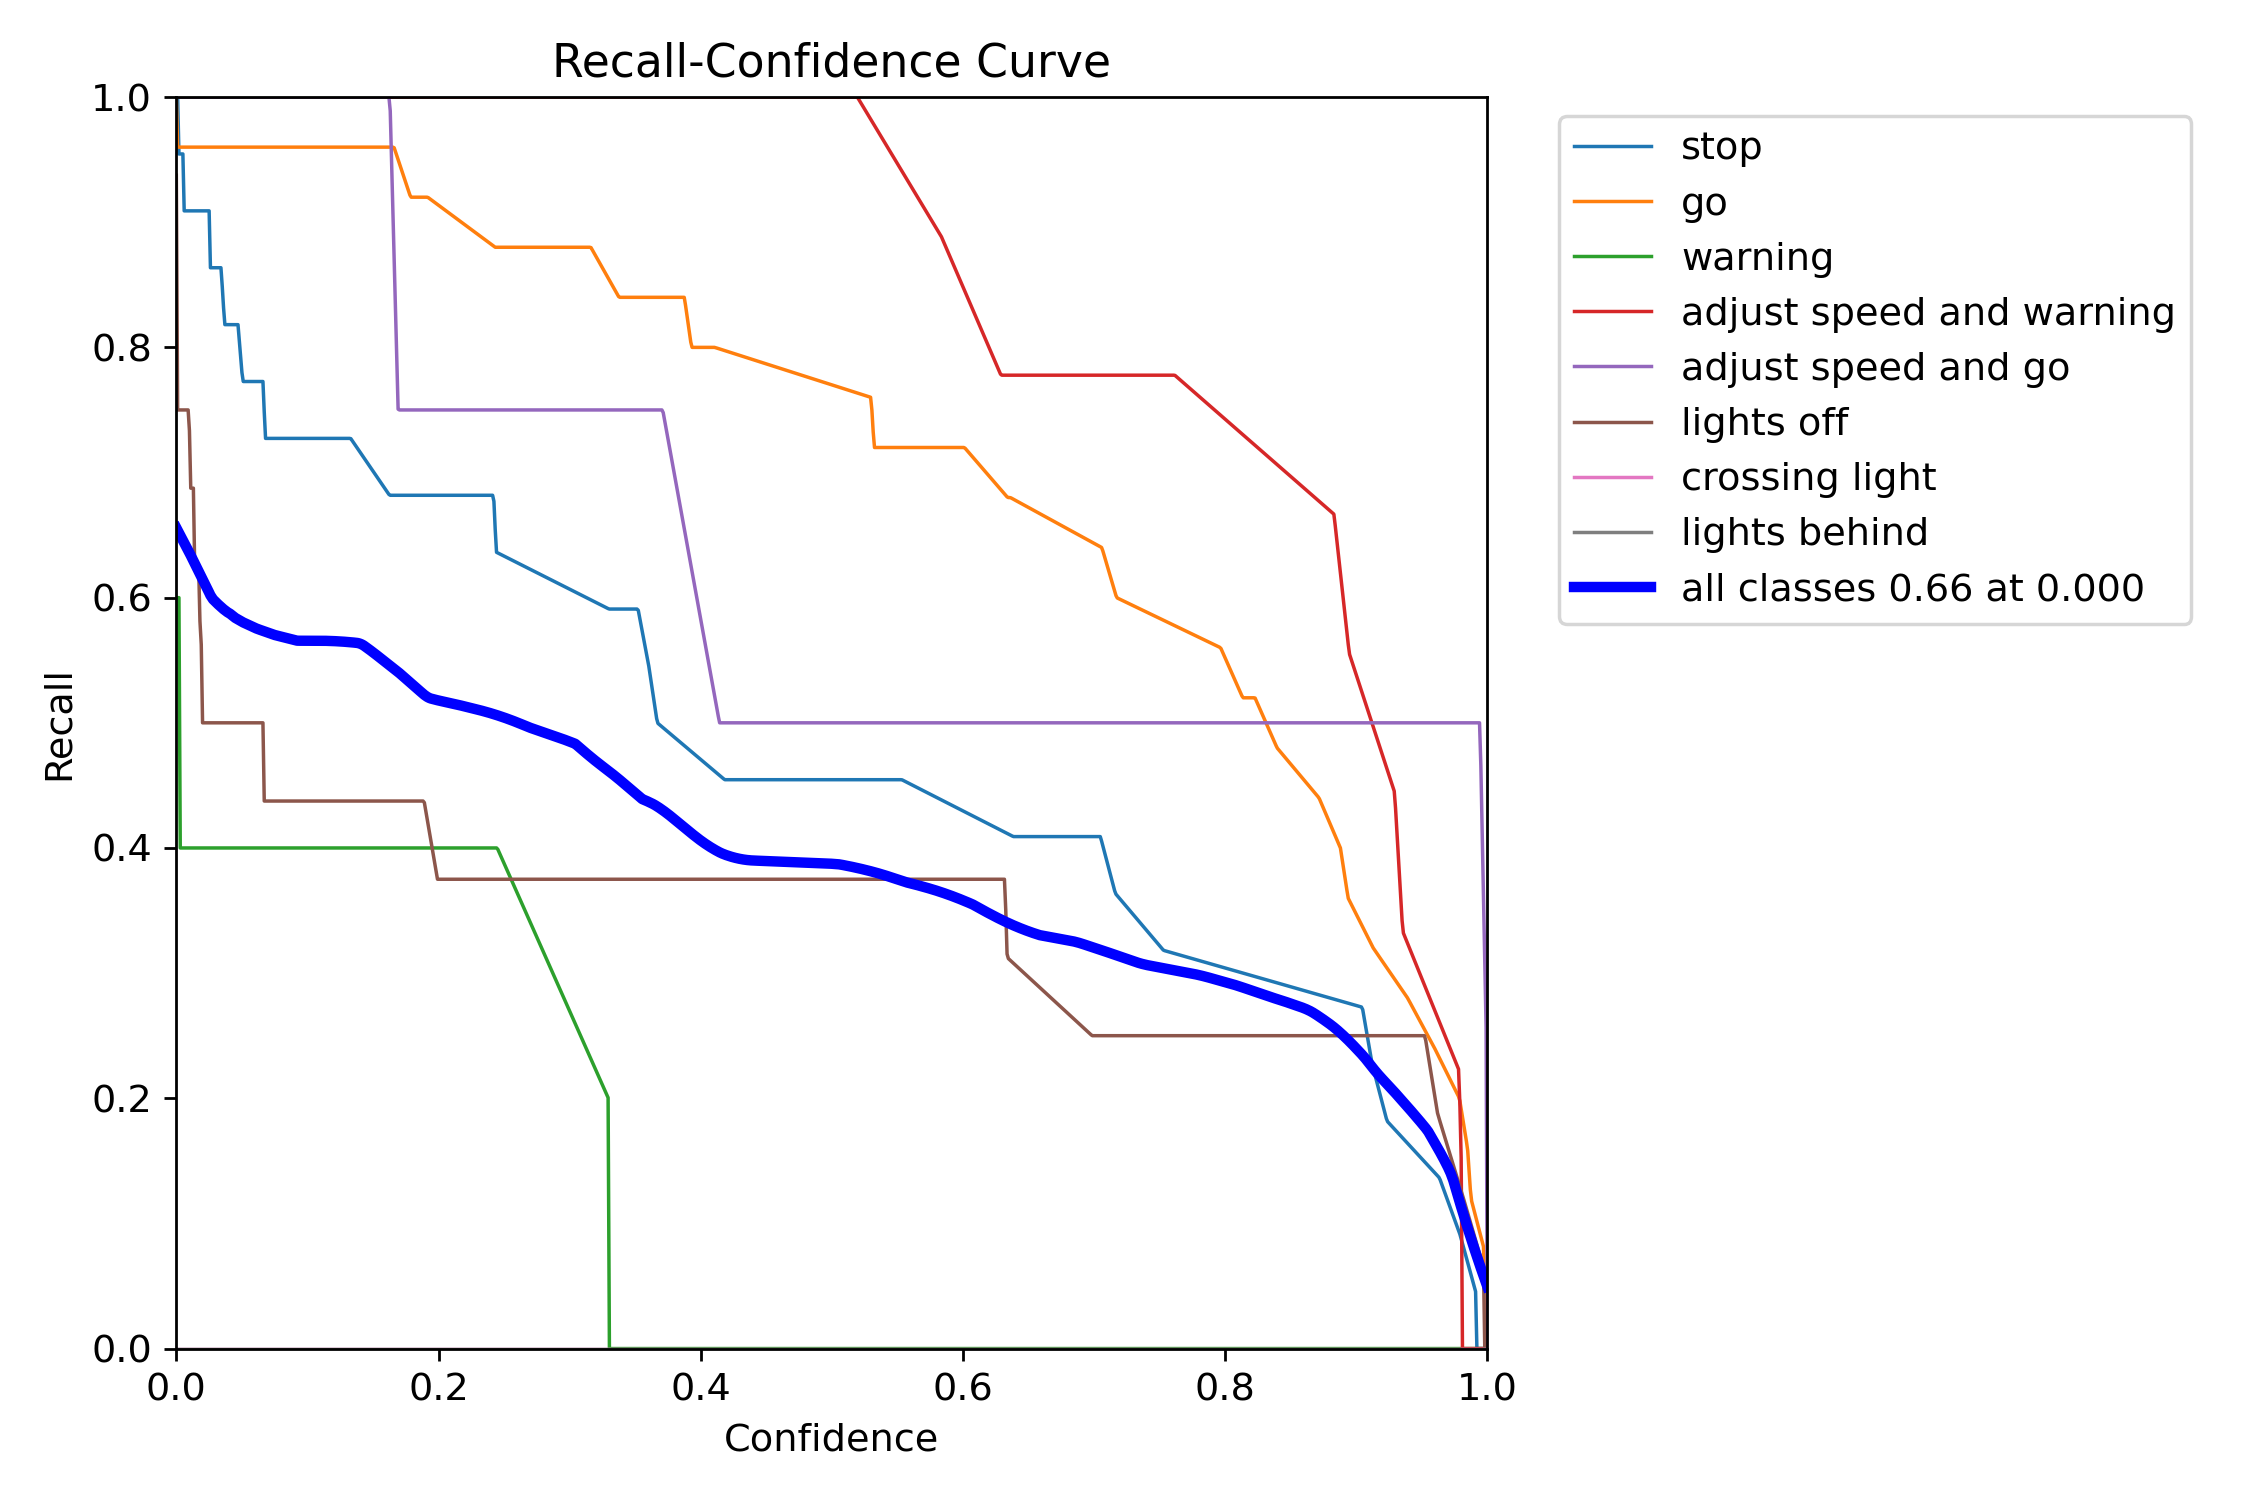 Recall-Confidence Curve
1.0
0.8
0.6
0.4
0.2
0.0
Recall
0.0 0.2 0.4 0.6 0.8 1.0
Confidence
stop
go
warning
adjust speed and warning
adjust speed and go
lights off
crossing light
lights behind
all classes 0.66 at 0.000